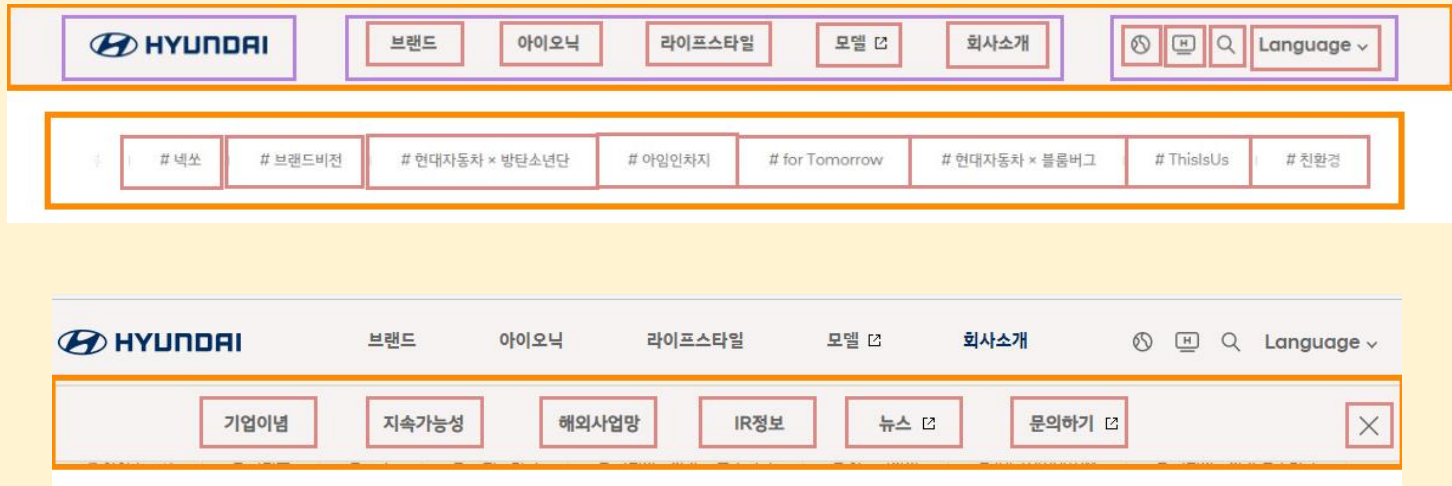 HYUNDAI 브랜드 아이오닉 라이프스타일 모델 회사소개 H Language
# 넥쏘 # 브랜드비전 # 현대자동차 × 방탄소년단 # 아임인차지 # for Tomorrow # 현대자동차 × 블룸버그 # ThisIsUs # 친환경
HYUNDAI 브랜드 아이오닉 라이프스타일 모델 회사소개 H Language
기업이념 지속가능성 해외사업망 IR정보 뉴스 문의하기